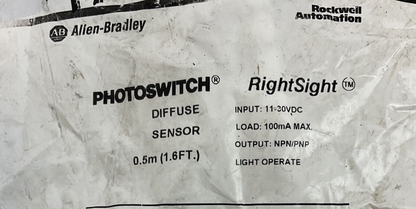 Rockwell
Automation
AB Allen-Bradley
PHOTOSWITCH® RightSight™
DIFFUSE
SENSOR
0.5m (1.6FT.)
INPUT: 11-30VDC
LOAD: 100mA MAX.
OUTPUT: NPN/PNP
LIGHT OPERATE